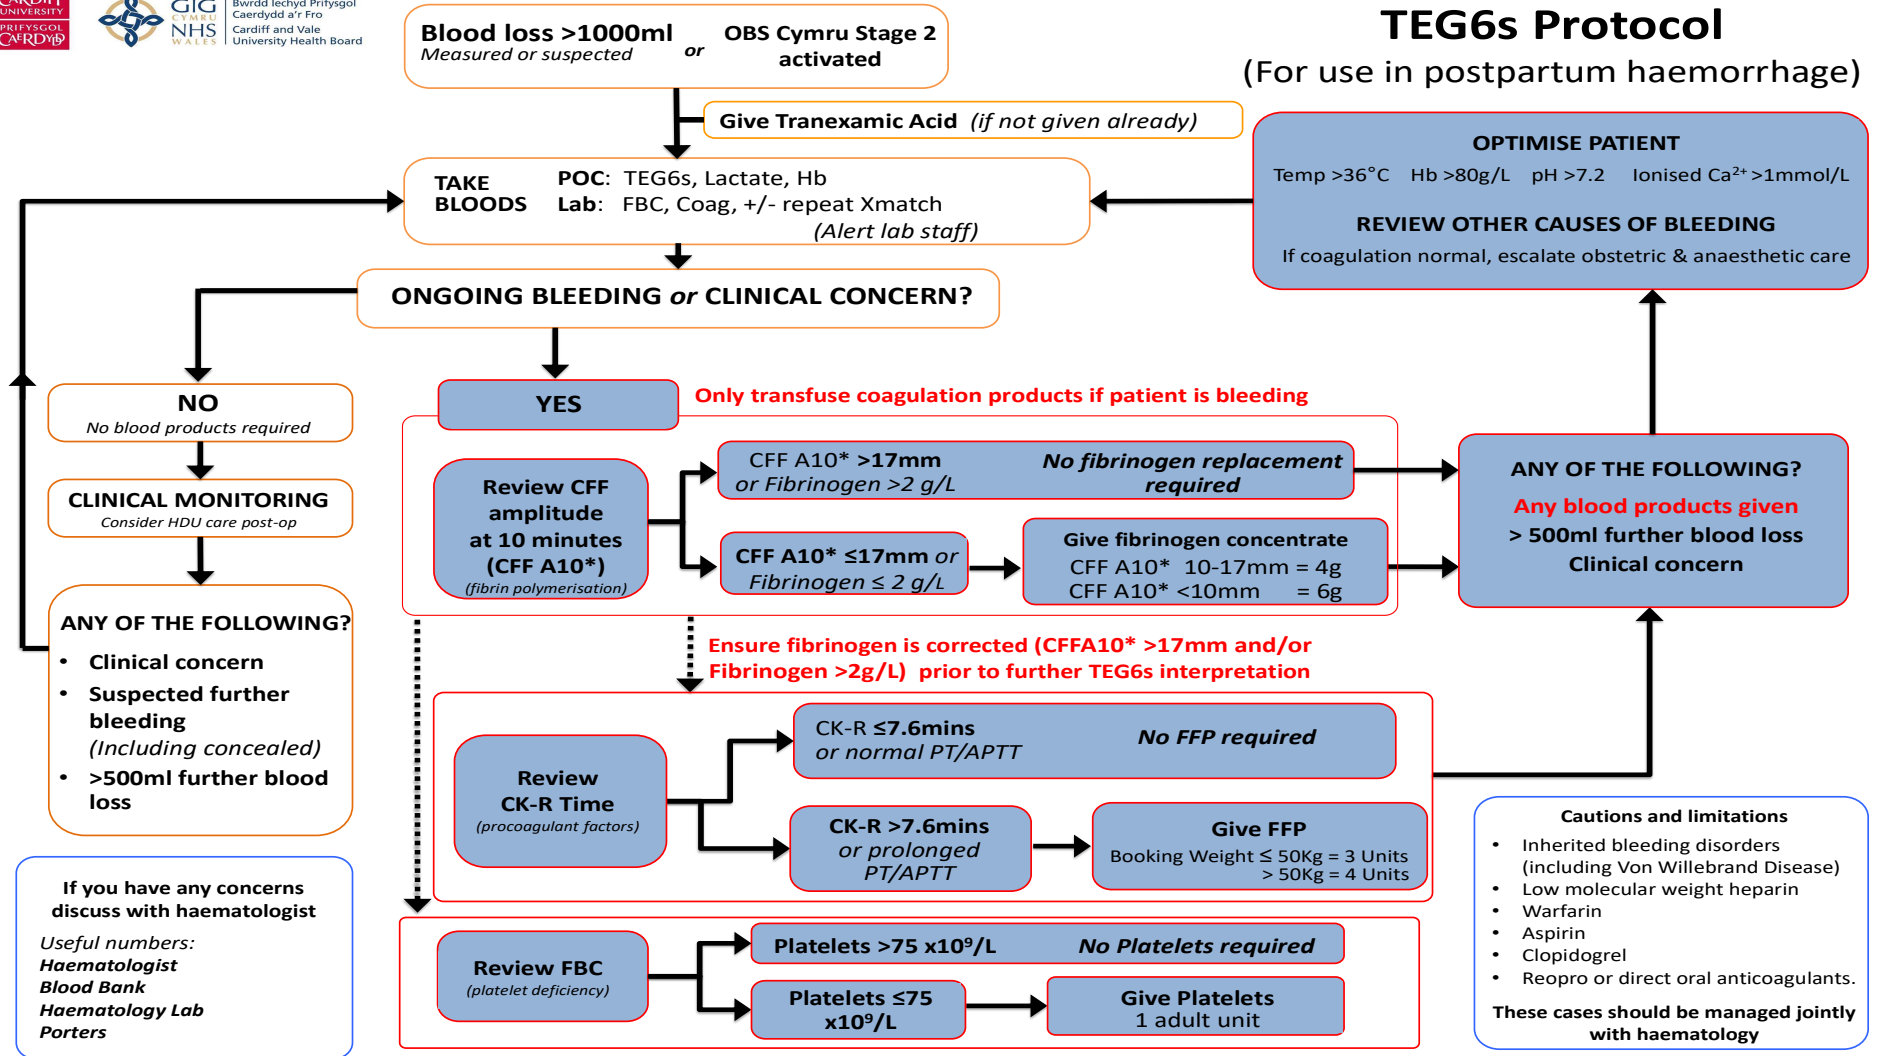 CARDIFF
UNIVERSITY
PRIFYSGOL
CAERDYDD
GIG
CYMRU
NHS
WALES
Bwrdd Iechyd Prifysgol
Caerdydd a'r Fro
Cardiff and Vale
University Health Board
TEG6s Protocol
(For use in postpartum haemorrhage)
Blood loss >1000ml
Measured or suspected
or
OBS Cymru Stage 2
activated
Give Tranexamic Acid (if not given already)
TAKE
BLOODS
POC: TEG6s, Lactate, Hb
Lab: FBC, Coag, +/- repeat Xmatch
(Alert lab staff)
OPTIMISE PATIENT
Temp >36°C Hb >80g/L pH >7.2 Ionised Ca²⁺ >1mmol/L
REVIEW OTHER CAUSES OF BLEEDING
If coagulation normal, escalate obstetric & anaesthetic care
ONGOING BLEEDING or CLINICAL CONCERN?
NO
No blood products required
CLINICAL MONITORING
Consider HDU care post-op
ANY OF THE FOLLOWING?
• Clinical concern
• Suspected further
bleeding
(Including concealed)
• >500ml further blood
loss
YES
Only transfuse coagulation products if patient is bleeding
Review CFF
amplitude
at 10 minutes
(CFF A10*)
(fibrin polymerisation)
CFF A10* >17mm
or Fibrinogen >2 g/L
No fibrinogen replacement
required
CFF A10* ≤17mm or
Fibrinogen ≤ 2 g/L
Give fibrinogen concentrate
CFF A10* 10-17mm = 4g
CFF A10* <10mm = 6g
ANY OF THE FOLLOWING?
Any blood products given
> 500ml further blood loss
Clinical concern
Ensure fibrinogen is corrected (CFFA10* >17mm and/or
Fibrinogen >2g/L) prior to further TEG6s interpretation
Review
CK-R Time
(procoagulant factors)
CK-R ≤7.6mins
or normal PT/APTT
No FFP required
CK-R >7.6mins
or prolonged
PT/APTT
Give FFP
Booking Weight ≤ 50Kg = 3 Units
> 50Kg = 4 Units
Review FBC
(platelet deficiency)
Platelets >75 x10⁹/L
No Platelets required
Platelets ≤75
x10⁹/L
Give Platelets
1 adult unit
If you have any concerns
discuss with haematologist
Useful numbers:
Haematologist
Blood Bank
Haematology Lab
Porters
Cautions and limitations
• Inherited bleeding disorders
(including Von Willebrand Disease)
• Low molecular weight heparin
• Warfarin
• Aspirin
• Clopidogrel
• Reopro or direct oral anticoagulants.
These cases should be managed jointly
with haematology